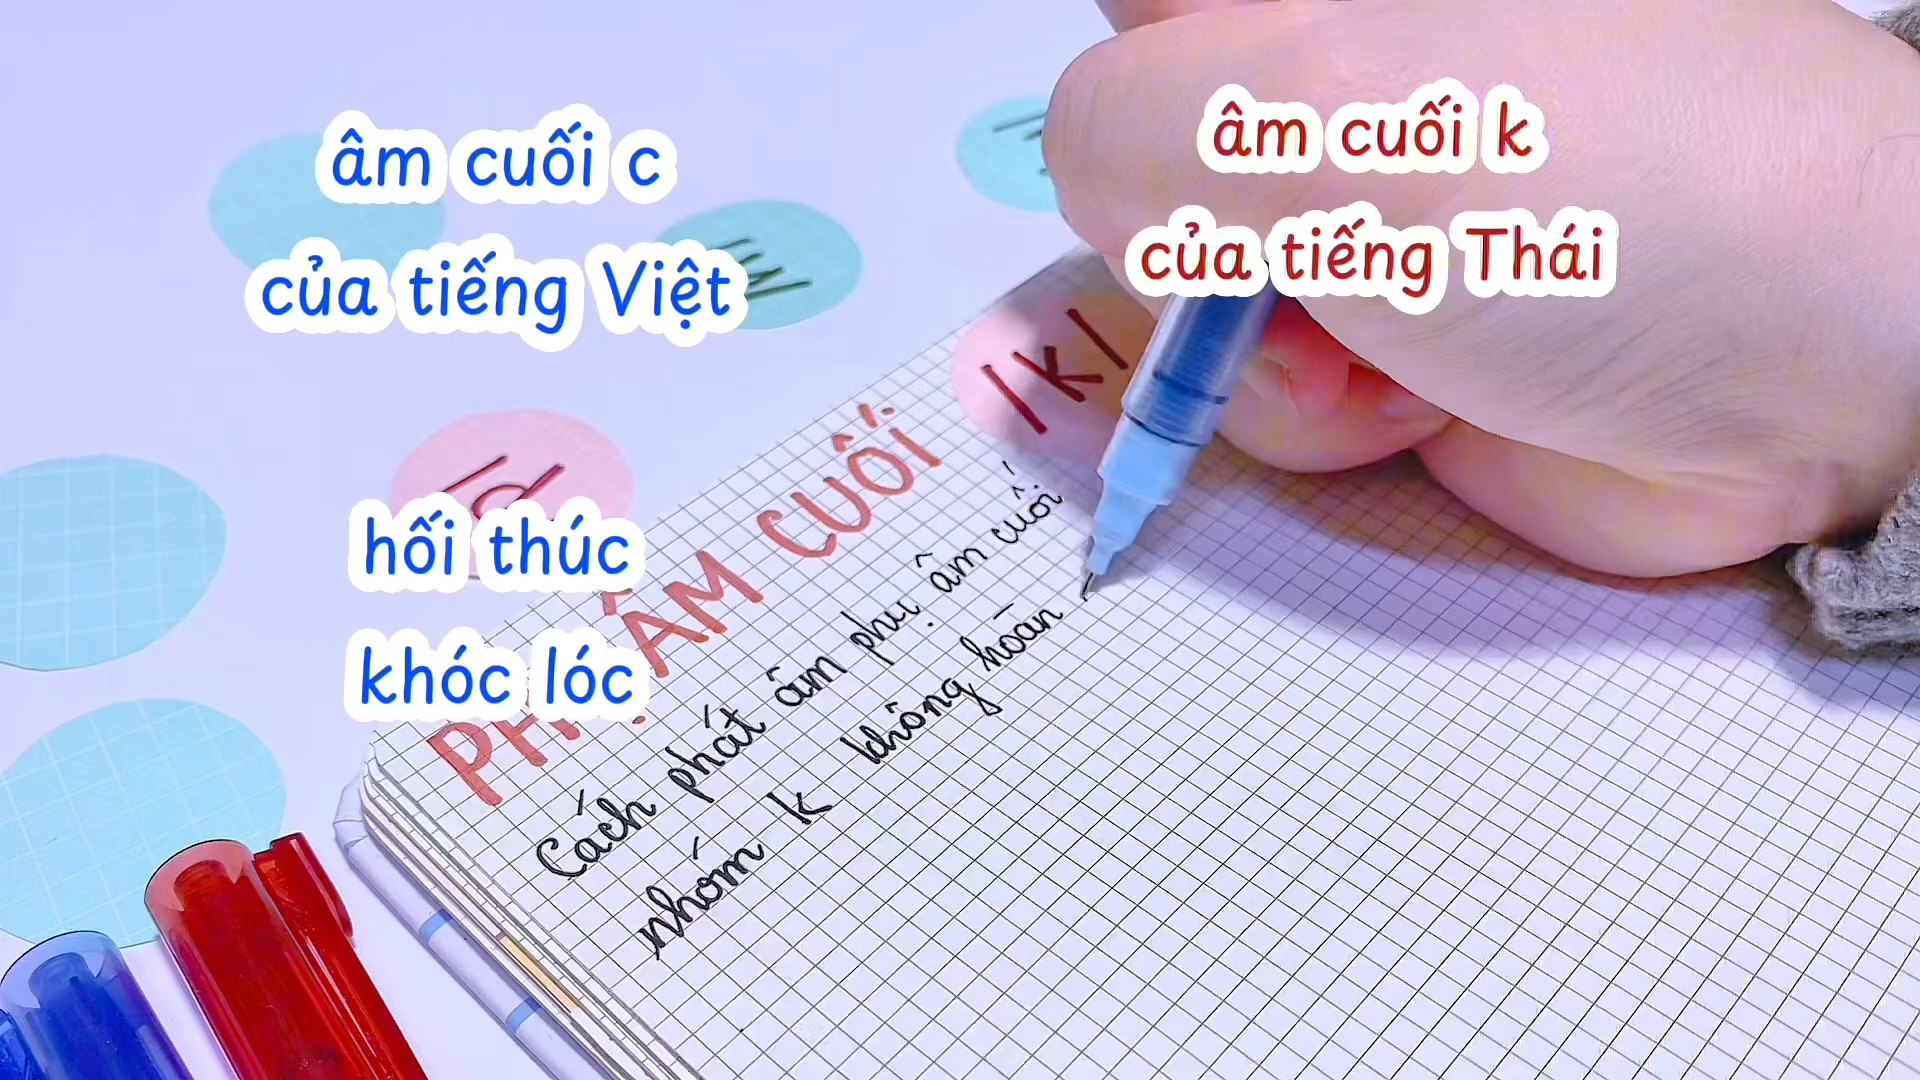 âm cuối c
của tiếng Việt
hối thúc
khóc lóc
âm cuối k
của tiếng Thái
/k/
PHỤ ÂM CUỐI
Cách phát âm phụ âm cuối
nhóm k không hoàn